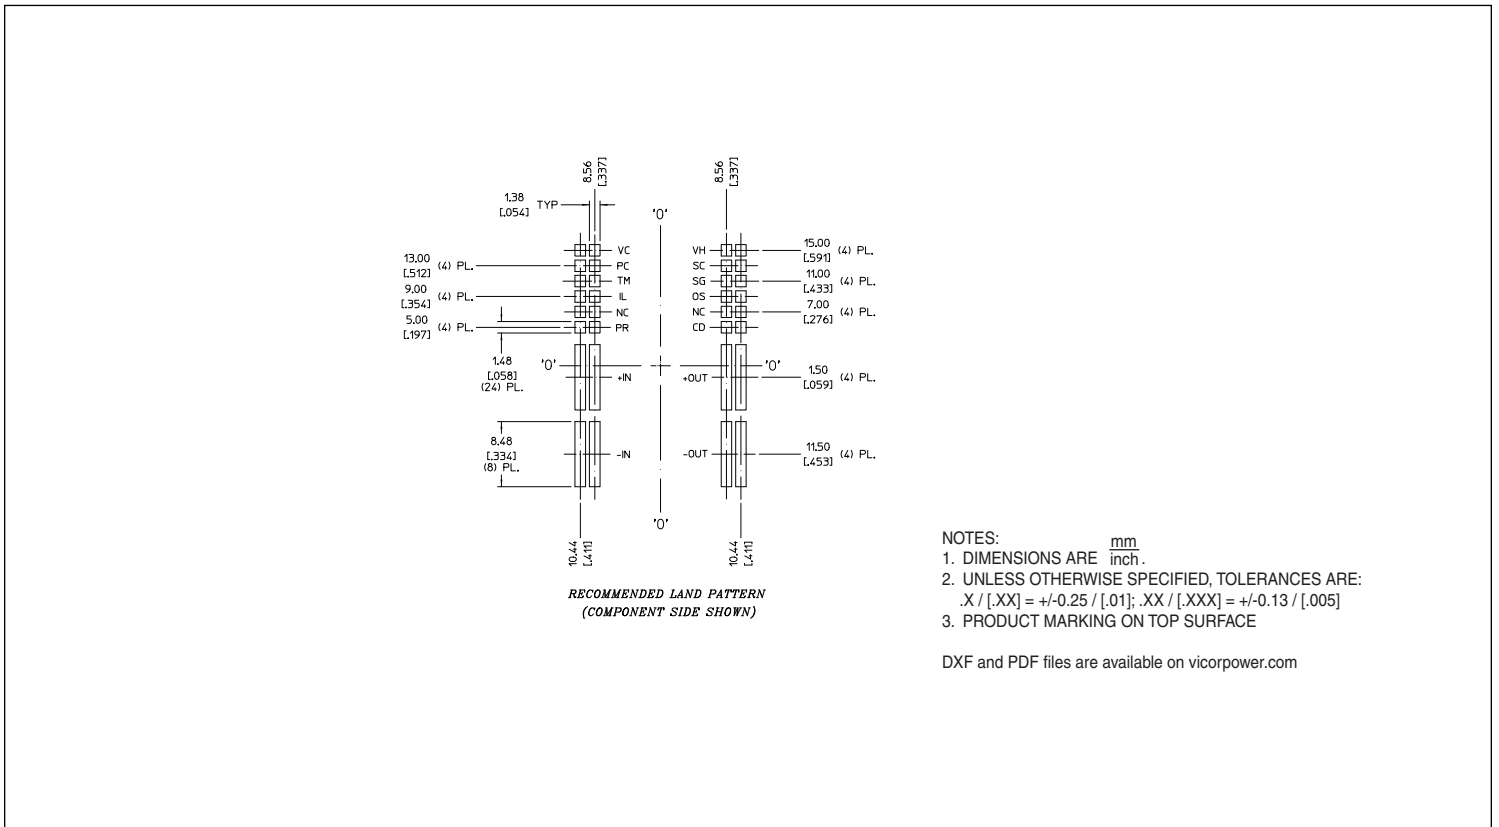 8.56
[.337]
8.56
[.337]
1.38
[.054]
TYP
'0'
VC
VH
15.00
[.591]
(4) PL.
13.00
[.512]
(4) PL.
PC
SC
TM
SG
11.00
[.433]
(4) PL.
9.00
[.354]
(4) PL.
IL
OS
NC
NC
7.00
[.276]
(4) PL.
5.00
[.197]
(4) PL.
PR
CD
1.48
[.058]
(24) PL.
'0'
'0'
+IN
+OUT
1.50
[.059]
(4) PL.
8.48
[.334]
(8) PL.
-IN
-OUT
11.50
[.453]
(4) PL.
'0'
10.44
[.411]
10.44
[.411]
RECOMMENDED LAND PATTERN
(COMPONENT SIDE SHOWN)
NOTES:
1. DIMENSIONS ARE mm/inch.
2. UNLESS OTHERWISE SPECIFIED, TOLERANCES ARE:
.X / [.XX] = +/-0.25 / [.01]; .XX / [.XXX] = +/-0.13 / [.005]
3. PRODUCT MARKING ON TOP SURFACE
DXF and PDF files are available on vicorpower.com